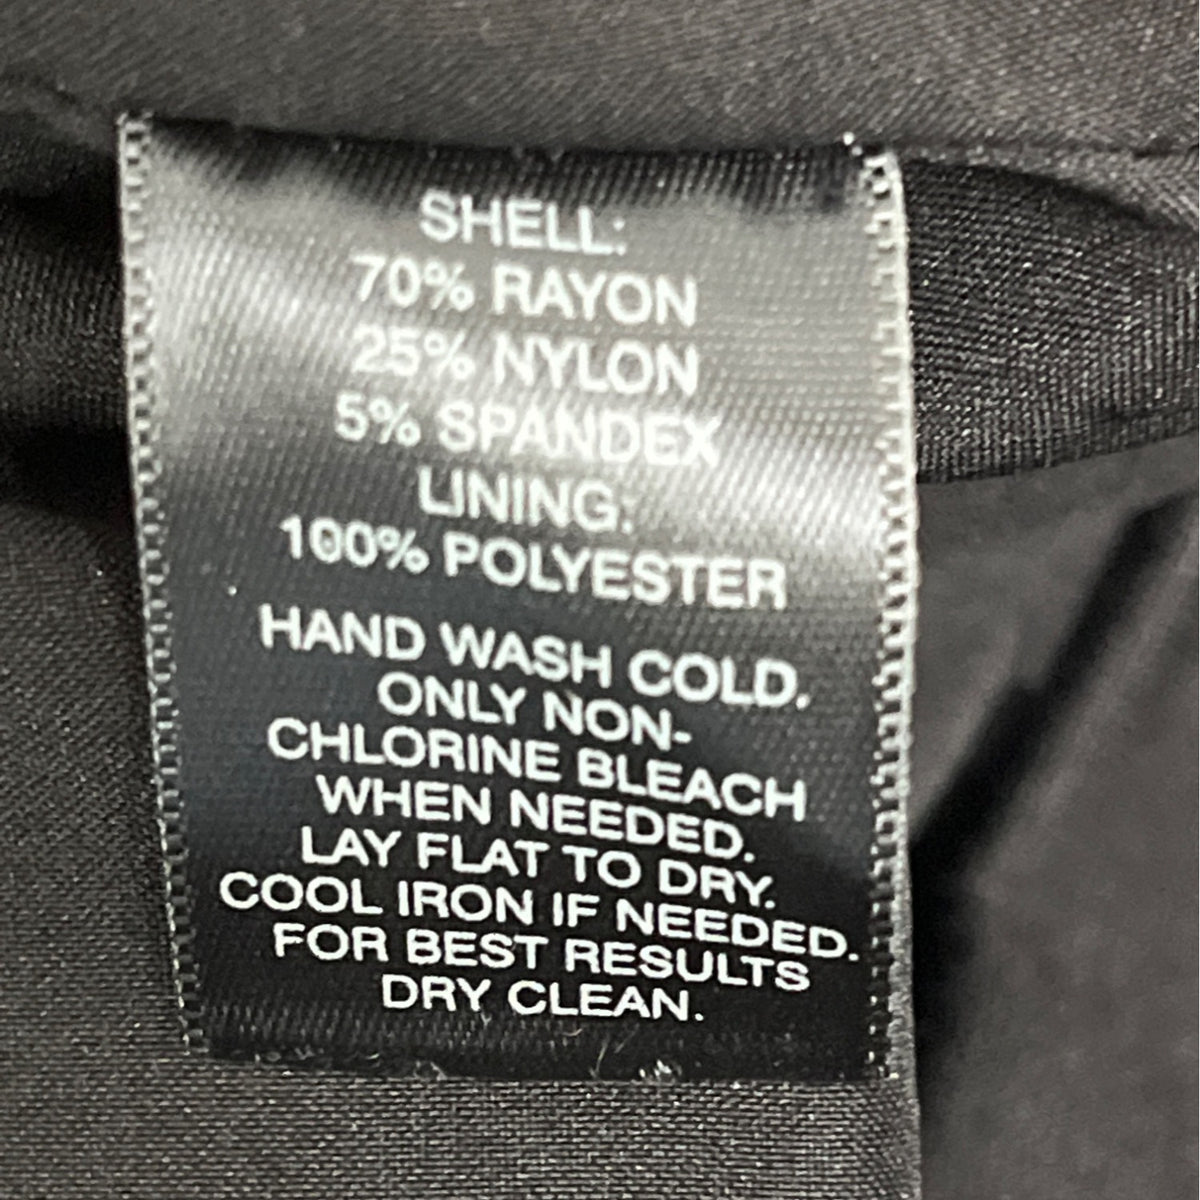 SHELL:
70% RAYON
25% NYLON
5% SPANDEX
LINING:
100% POLYESTER
HAND WASH COLD.
ONLY NON-
CHLORINE BLEACH
WHEN NEEDED.
LAY FLAT TO DRY.
COOL IRON IF NEEDED.
FOR BEST RESULTS
DRY CLEAN.